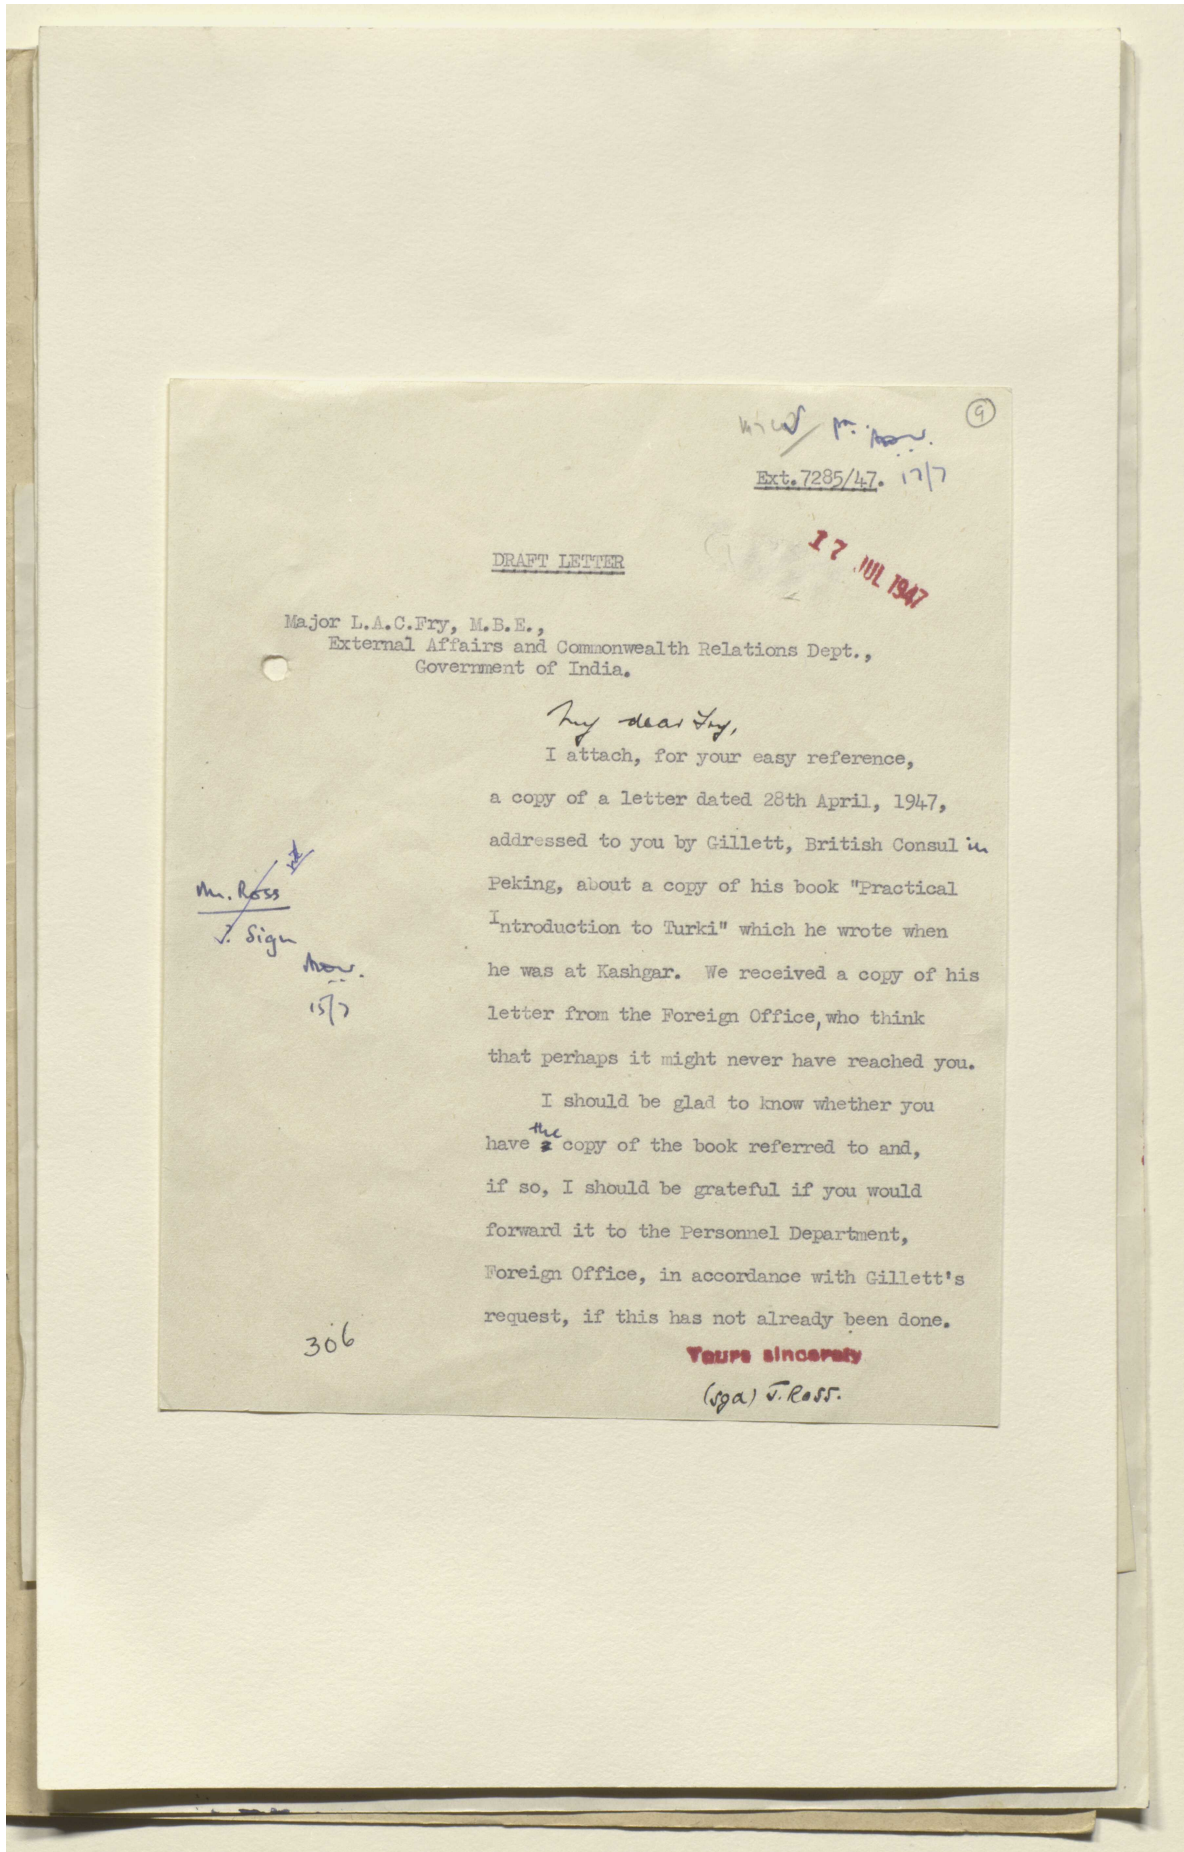 9
Ext.7285/47.
17/7
17 JUL 1947
DRAFT LETTER
Major L.A.C.Fry, M.B.E.,
External Affairs and Commonwealth Relations Dept.,
Government of India.
My dear Fry,
I attach, for your easy reference,
a copy of a letter dated 28th April, 1947,
addressed to you by Gillett, British Consul in
Peking, about a copy of his book "Practical
Introduction to Turki" which he wrote when
he was at Kashgar. We received a copy of his
letter from the Foreign Office, who think
that perhaps it might never have reached you.
I should be glad to know whether you
have the copy of the book referred to and,
if so, I should be grateful if you would
forward it to the Personnel Department,
Foreign Office, in accordance with Gillett's
request, if this has not already been done.
Yours sincerely
(sgd) J. Ross.
Mr. Ross
Sign
15/7
306